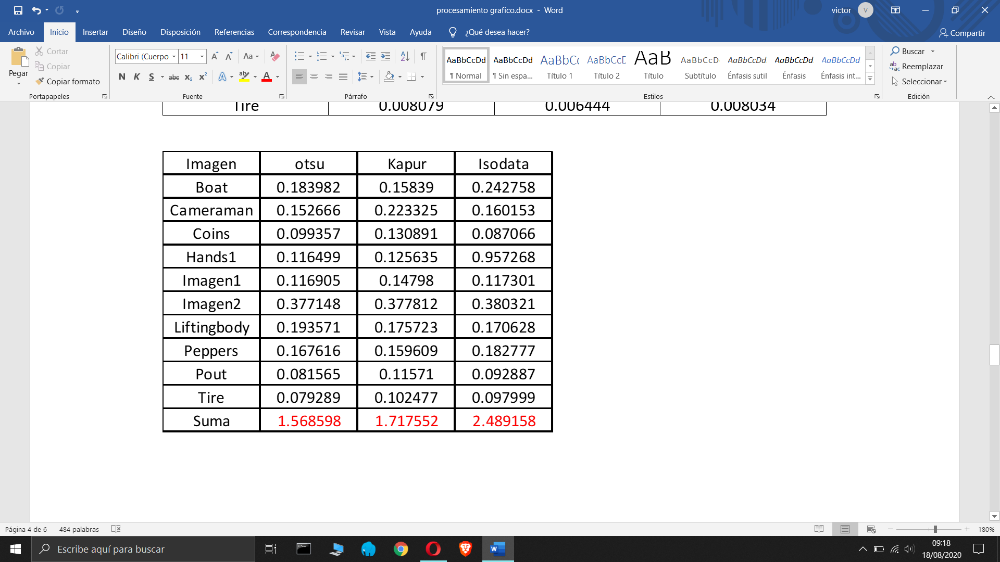 procesamiento grafico.docx - Word
victor V
Archivo Inicio Insertar Diseño Disposición Referencias Correspondencia Revisar Vista Ayuda ¿Qué desea hacer? Compartir
Pegar
Cortar
Copiar
Copiar formato
Portapapeles
Calibri (Cuerpo 11 Aa
N K S abc x₂ x² A ab A
Fuente
Párrafo
AaBbCcDd AaBbCcDd AaBbCc AaBbCcD AaB AaBbCcD AaBbCcDd AaBbCcDd AaBbCcDd
¶ Normal ¶ Sin espa... Título 1 Título 2 Título Subtítulo Énfasis sutil Énfasis Énfasis int...
Estilos
Buscar
Reemplazar
Seleccionar
Edición
Tire 0.008079 0.006444 0.008034
Imagen otsu Kapur Isodata
Boat 0.183982 0.15839 0.242758
Cameraman 0.152666 0.223325 0.160153
Coins 0.099357 0.130891 0.087066
Hands1 0.116499 0.125635 0.957268
Imagen1 0.116905 0.14798 0.117301
Imagen2 0.377148 0.377812 0.380321
Liftingbody 0.193571 0.175723 0.170628
Peppers 0.167616 0.159609 0.182777
Pout 0.081565 0.11571 0.092887
Tire 0.079289 0.102477 0.097999
Suma 1.568598 1.717552 2.489158
Página 4 de 6 484 palabras 180%
Escribe aquí para buscar
09:18
18/08/2020